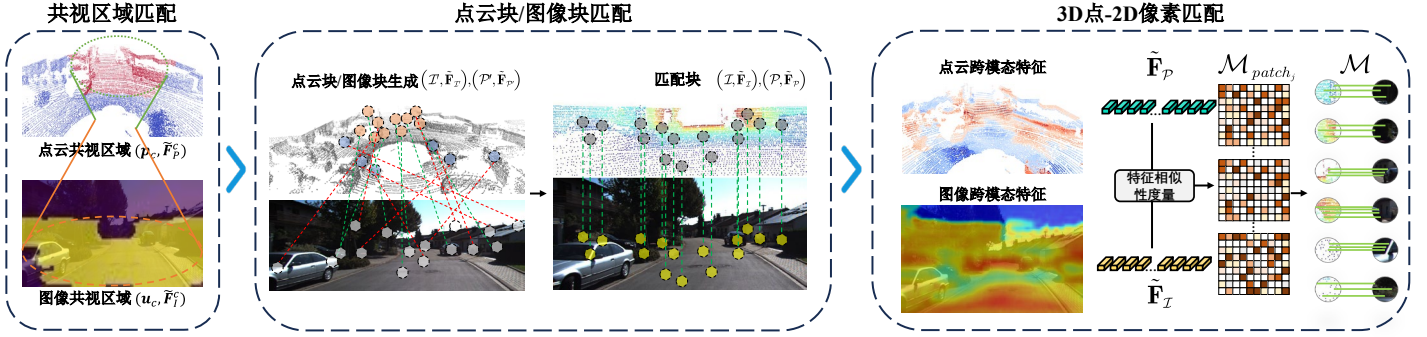 共视区域匹配
点云共视区域 (p_c, F̃_P^c)
图像共视区域 (u_c, F̃_I^c)
点云块/图像块匹配
点云块/图像块生成 (I', F̃_I'), (P', F̃_P')
匹配块 (I, F̃_I), (P, F̃_P)
3D点-2D像素匹配
点云跨模态特征
图像跨模态特征
F̃_P
特征相似
性度量
F̃_I
M_patch_j
M